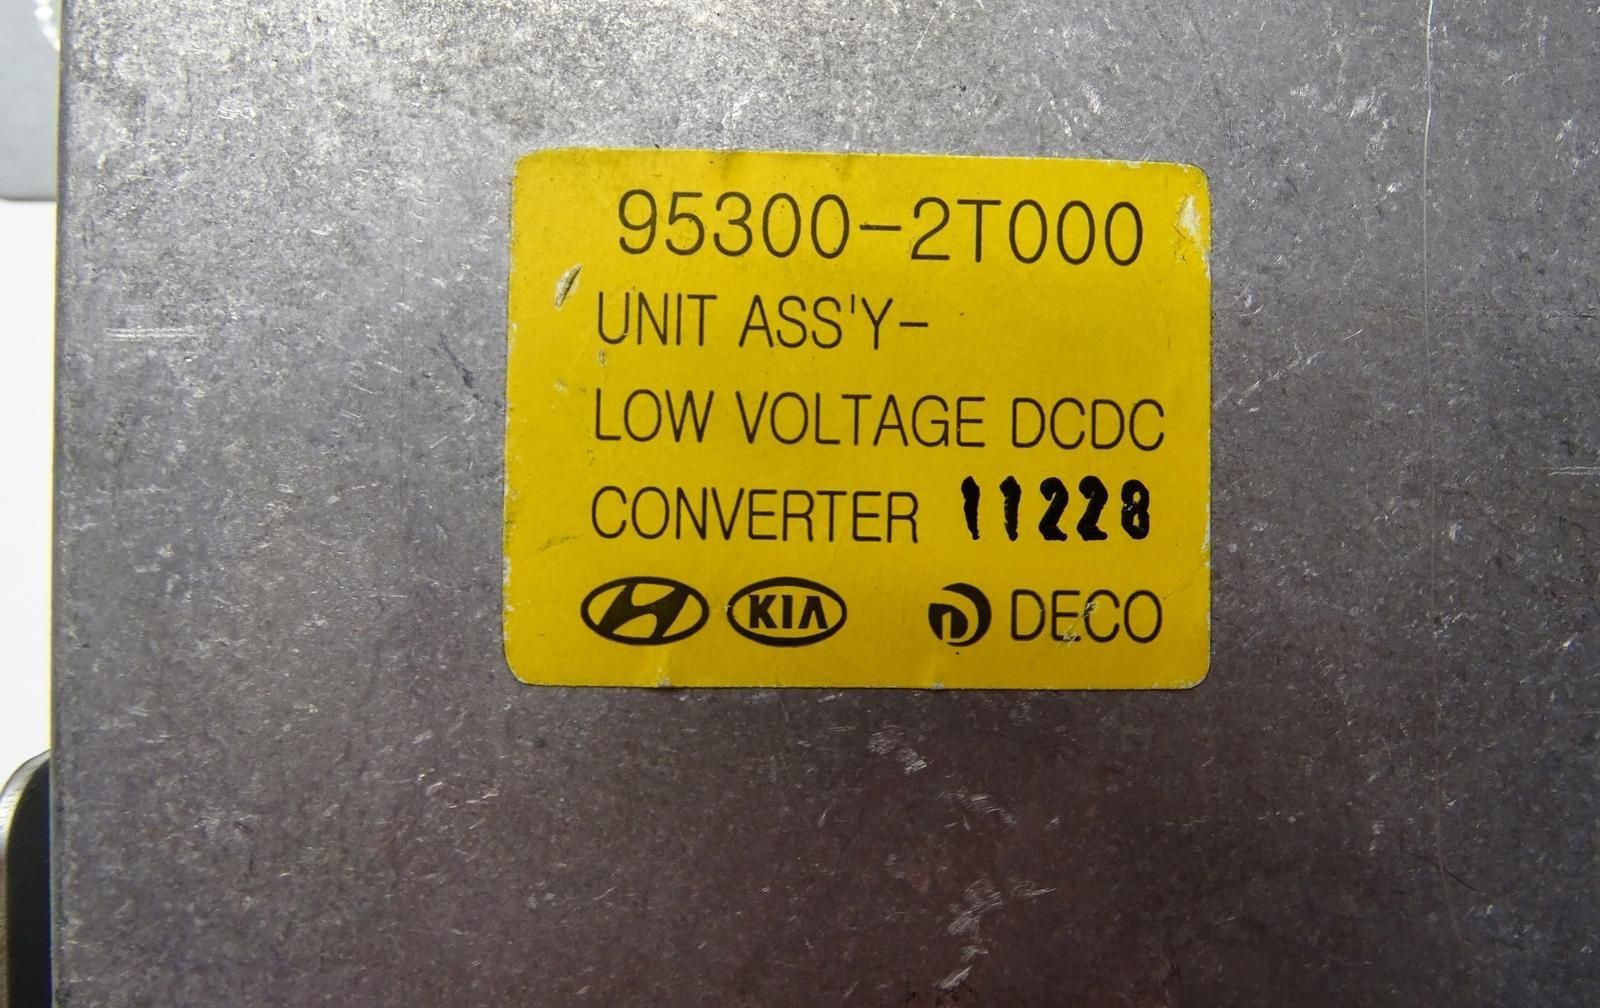 95300-2T000
UNIT ASS'Y-
LOW VOLTAGE DCDC
CONVERTER 11228
KIA DECO